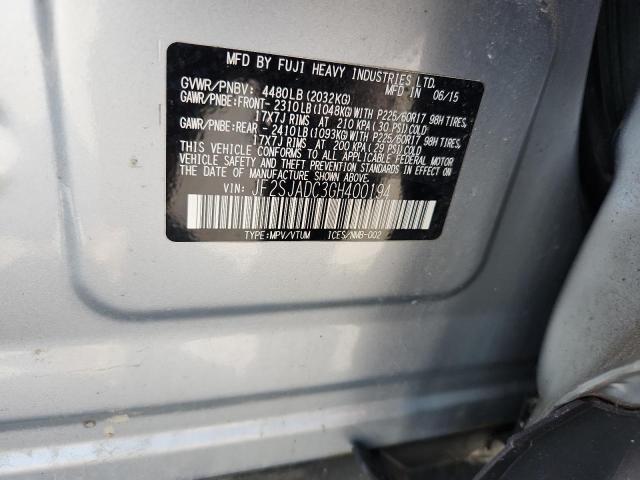 MFD BY FUJI HEAVY INDUSTRIES LTD.
GVWR/PNBV: 4480LB(2032KG) MFD IN 06/15
GAWR/PNBE:FRONT- 2310LB(1048KG)WITH P225/60R17 98H TIRES
17X7J RIMS AT 210 KPA(30 PSI)COLD
GAWR/PNBE:REAR - 2410LB(1093KG)WITH P225/60R17 98H TIRES
17X7J RIMS AT 200 KPA(29 PSI)COLD
THIS VEHICLE CONFORMS TO ALL APPLICABLE FEDERAL MOTOR
VEHICLE SAFETY STANDARDS IN EFFECT ON
THE DATE OF MANUFACTURE SHOWN ABOVE.
VIN: JF2SJADC3GH400194
TYPE:MPV/VTUM ICES/NMB-002